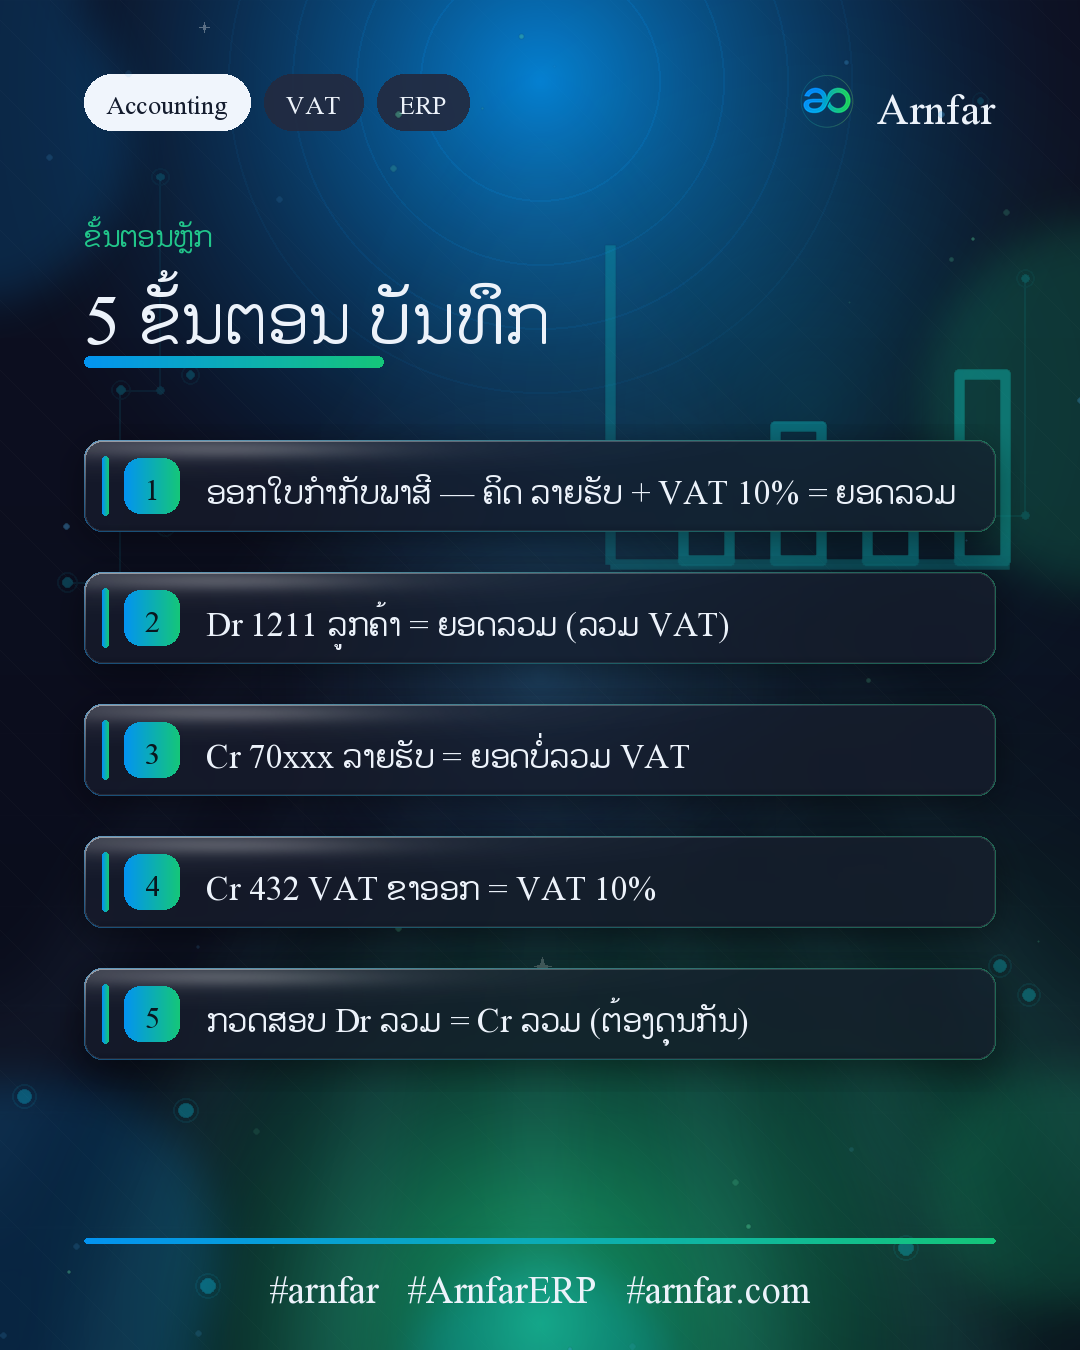 Accounting VAT ERP
Arnfar
ຂັ້ນຕອນຫຼັກ
5 ຂັ້ນຕອນ ບັນທຶກ
1 ອອກໃບກຳກັບພາສີ — ຄິດ ລາຍຮັບ + VAT 10% = ຍອດລວມ
2 Dr 1211 ລູກຄ້າ = ຍອດລວມ (ລວມ VAT)
3 Cr 70xxx ລາຍຮັບ = ຍອດບໍ່ລວມ VAT
4 Cr 432 VAT ຂາອອກ = VAT 10%
5 ກວດສອບ Dr ລວມ = Cr ລວມ (ຕ້ອງດຸນກັນ)
#arnfar #ArnfarERP #arnfar.com